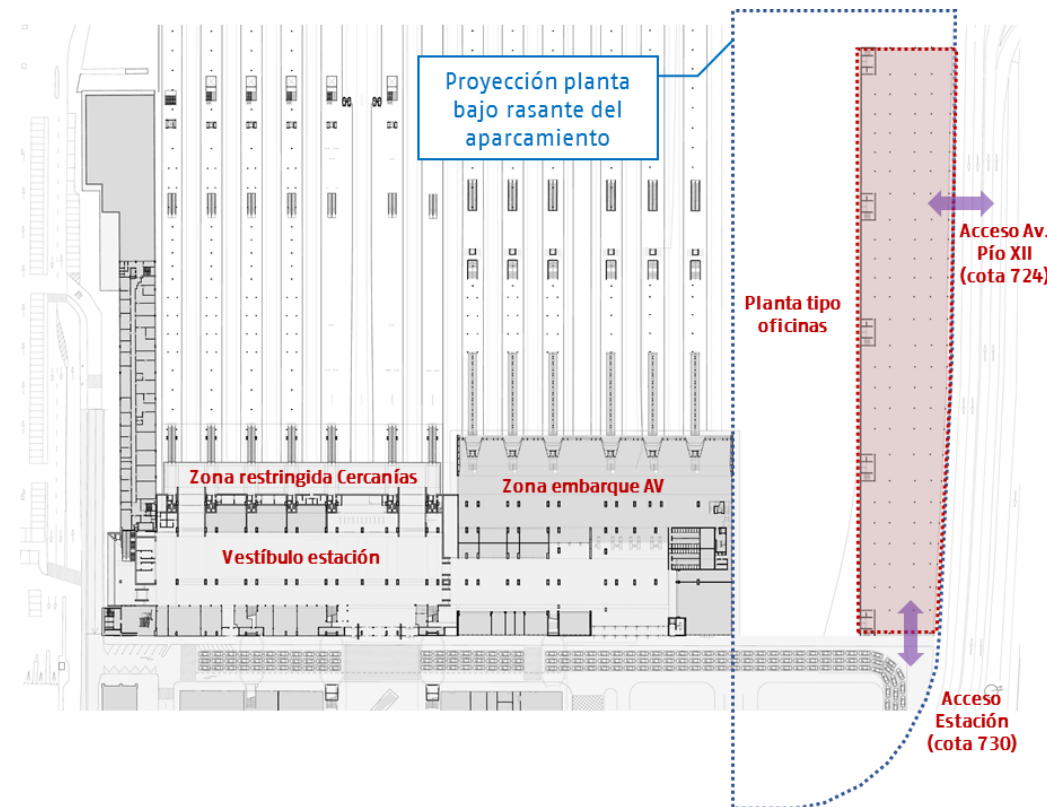 Proyección planta
bajo rasante del
aparcamiento
Acceso Av.
Pío XII
(cota 724)
Planta tipo
oficinas
Zona restringida Cercanías
Zona embarque AV
Vestíbulo estación
Acceso
Estación
(cota 730)